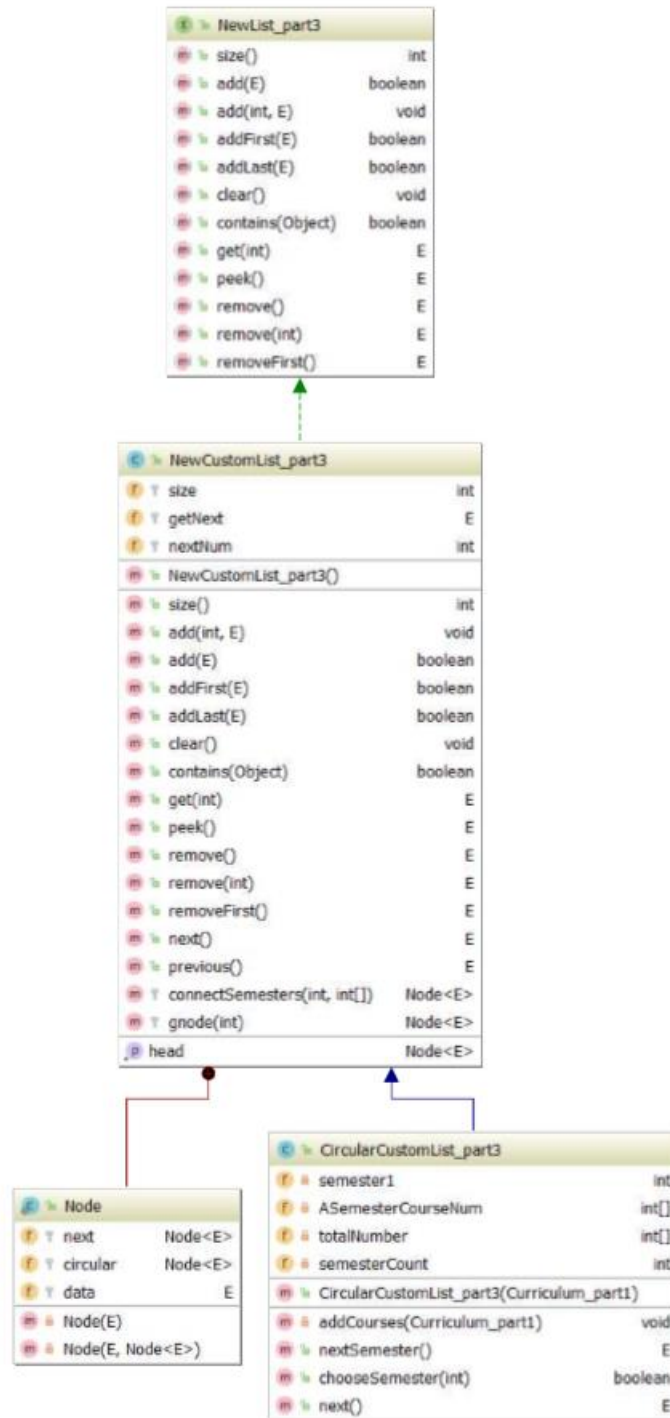 NewList_part3
size() int
add(E) boolean
add(int, E) void
addFirst(E) boolean
addLast(E) boolean
clear() void
contains(Object) boolean
get(int) E
peek() E
remove() E
remove(int) E
removeFirst() E
NewCustomList_part3
size int
getNext E
nextNum int
NewCustomList_part3()
size() int
add(int, E) void
add(E) boolean
addFirst(E) boolean
addLast(E) boolean
clear() void
contains(Object) boolean
get(int) E
peek() E
remove() E
remove(int) E
removeFirst() E
next() E
previous() E
connectSemesters(int, int[]) Node<E>
gnode(int) Node<E>
head Node<E>
Node
next Node<E>
circular Node<E>
data E
Node(E)
Node(E, Node<E>)
CircularCustomList_part3
semester1 int
ASemesterCourseNum int[]
totalNumber int[]
semesterCount int
CircularCustomList_part3(Curriculum_part1)
addCourses(Curriculum_part1) void
nextSemester() E
chooseSemester(int) boolean
next() E